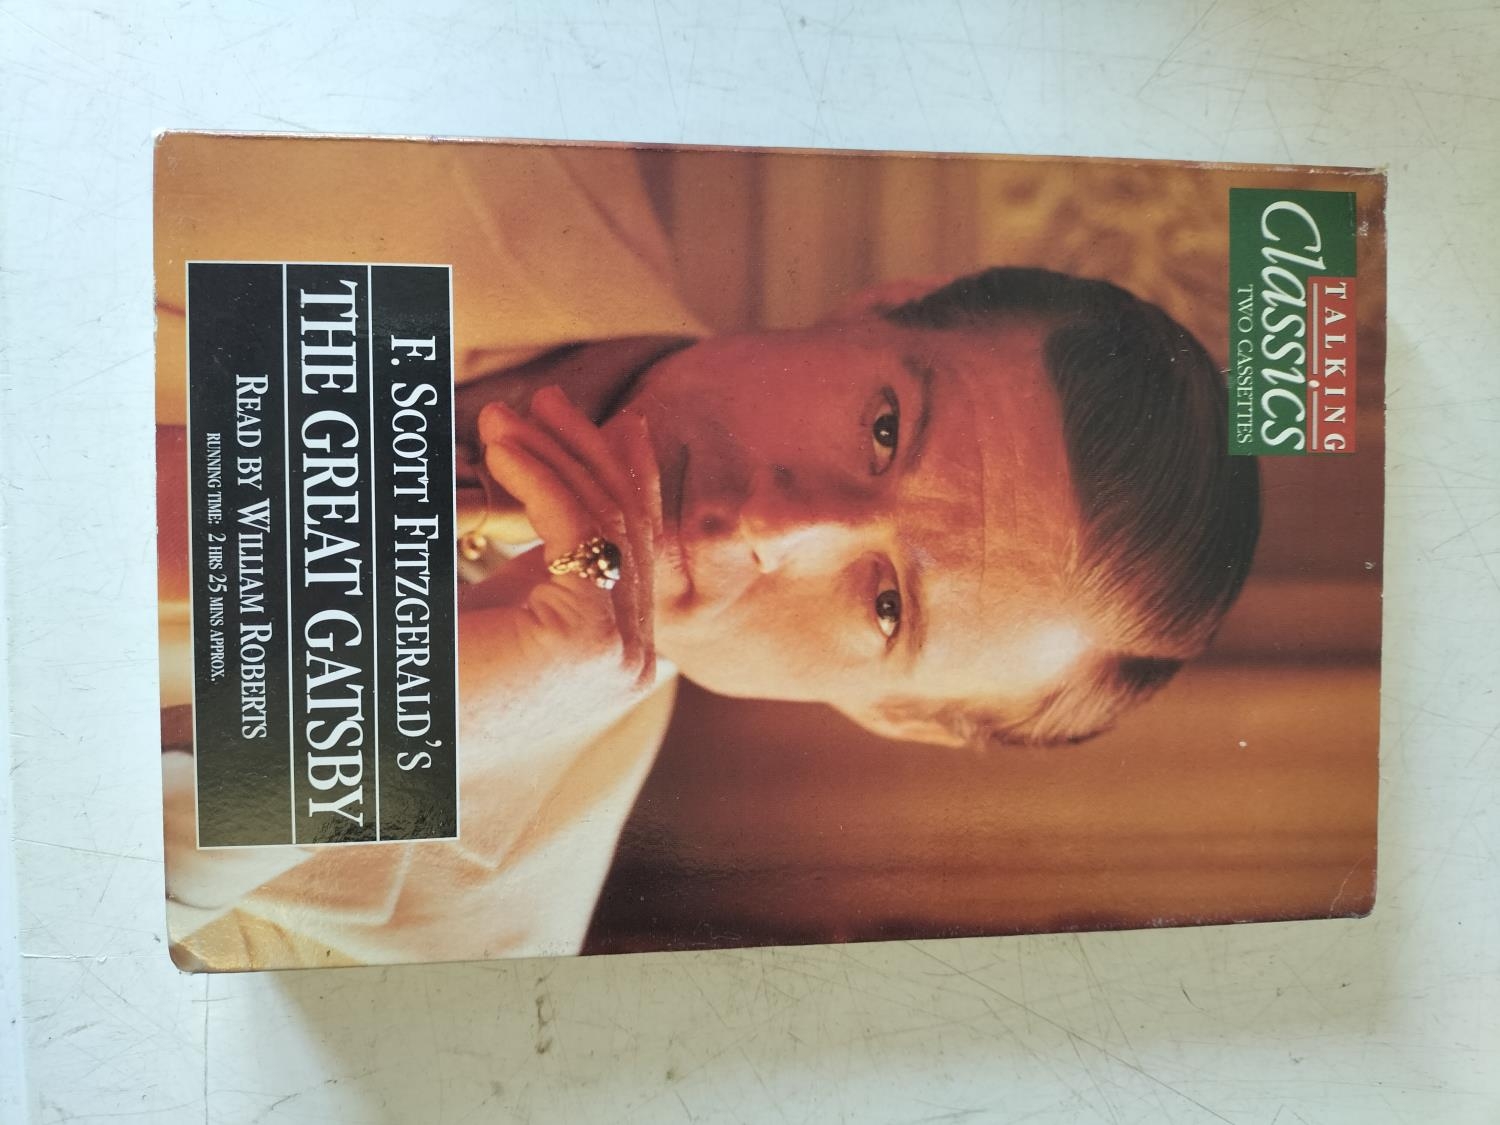 TALKING
Classics
TWO CASSETTES
F. SCOTT FITZGERALD'S
THE GREAT GATSBY
READ BY WILLIAM ROBERTS
RUNNING TIME: 2 HRS 25 MINS APPROX.